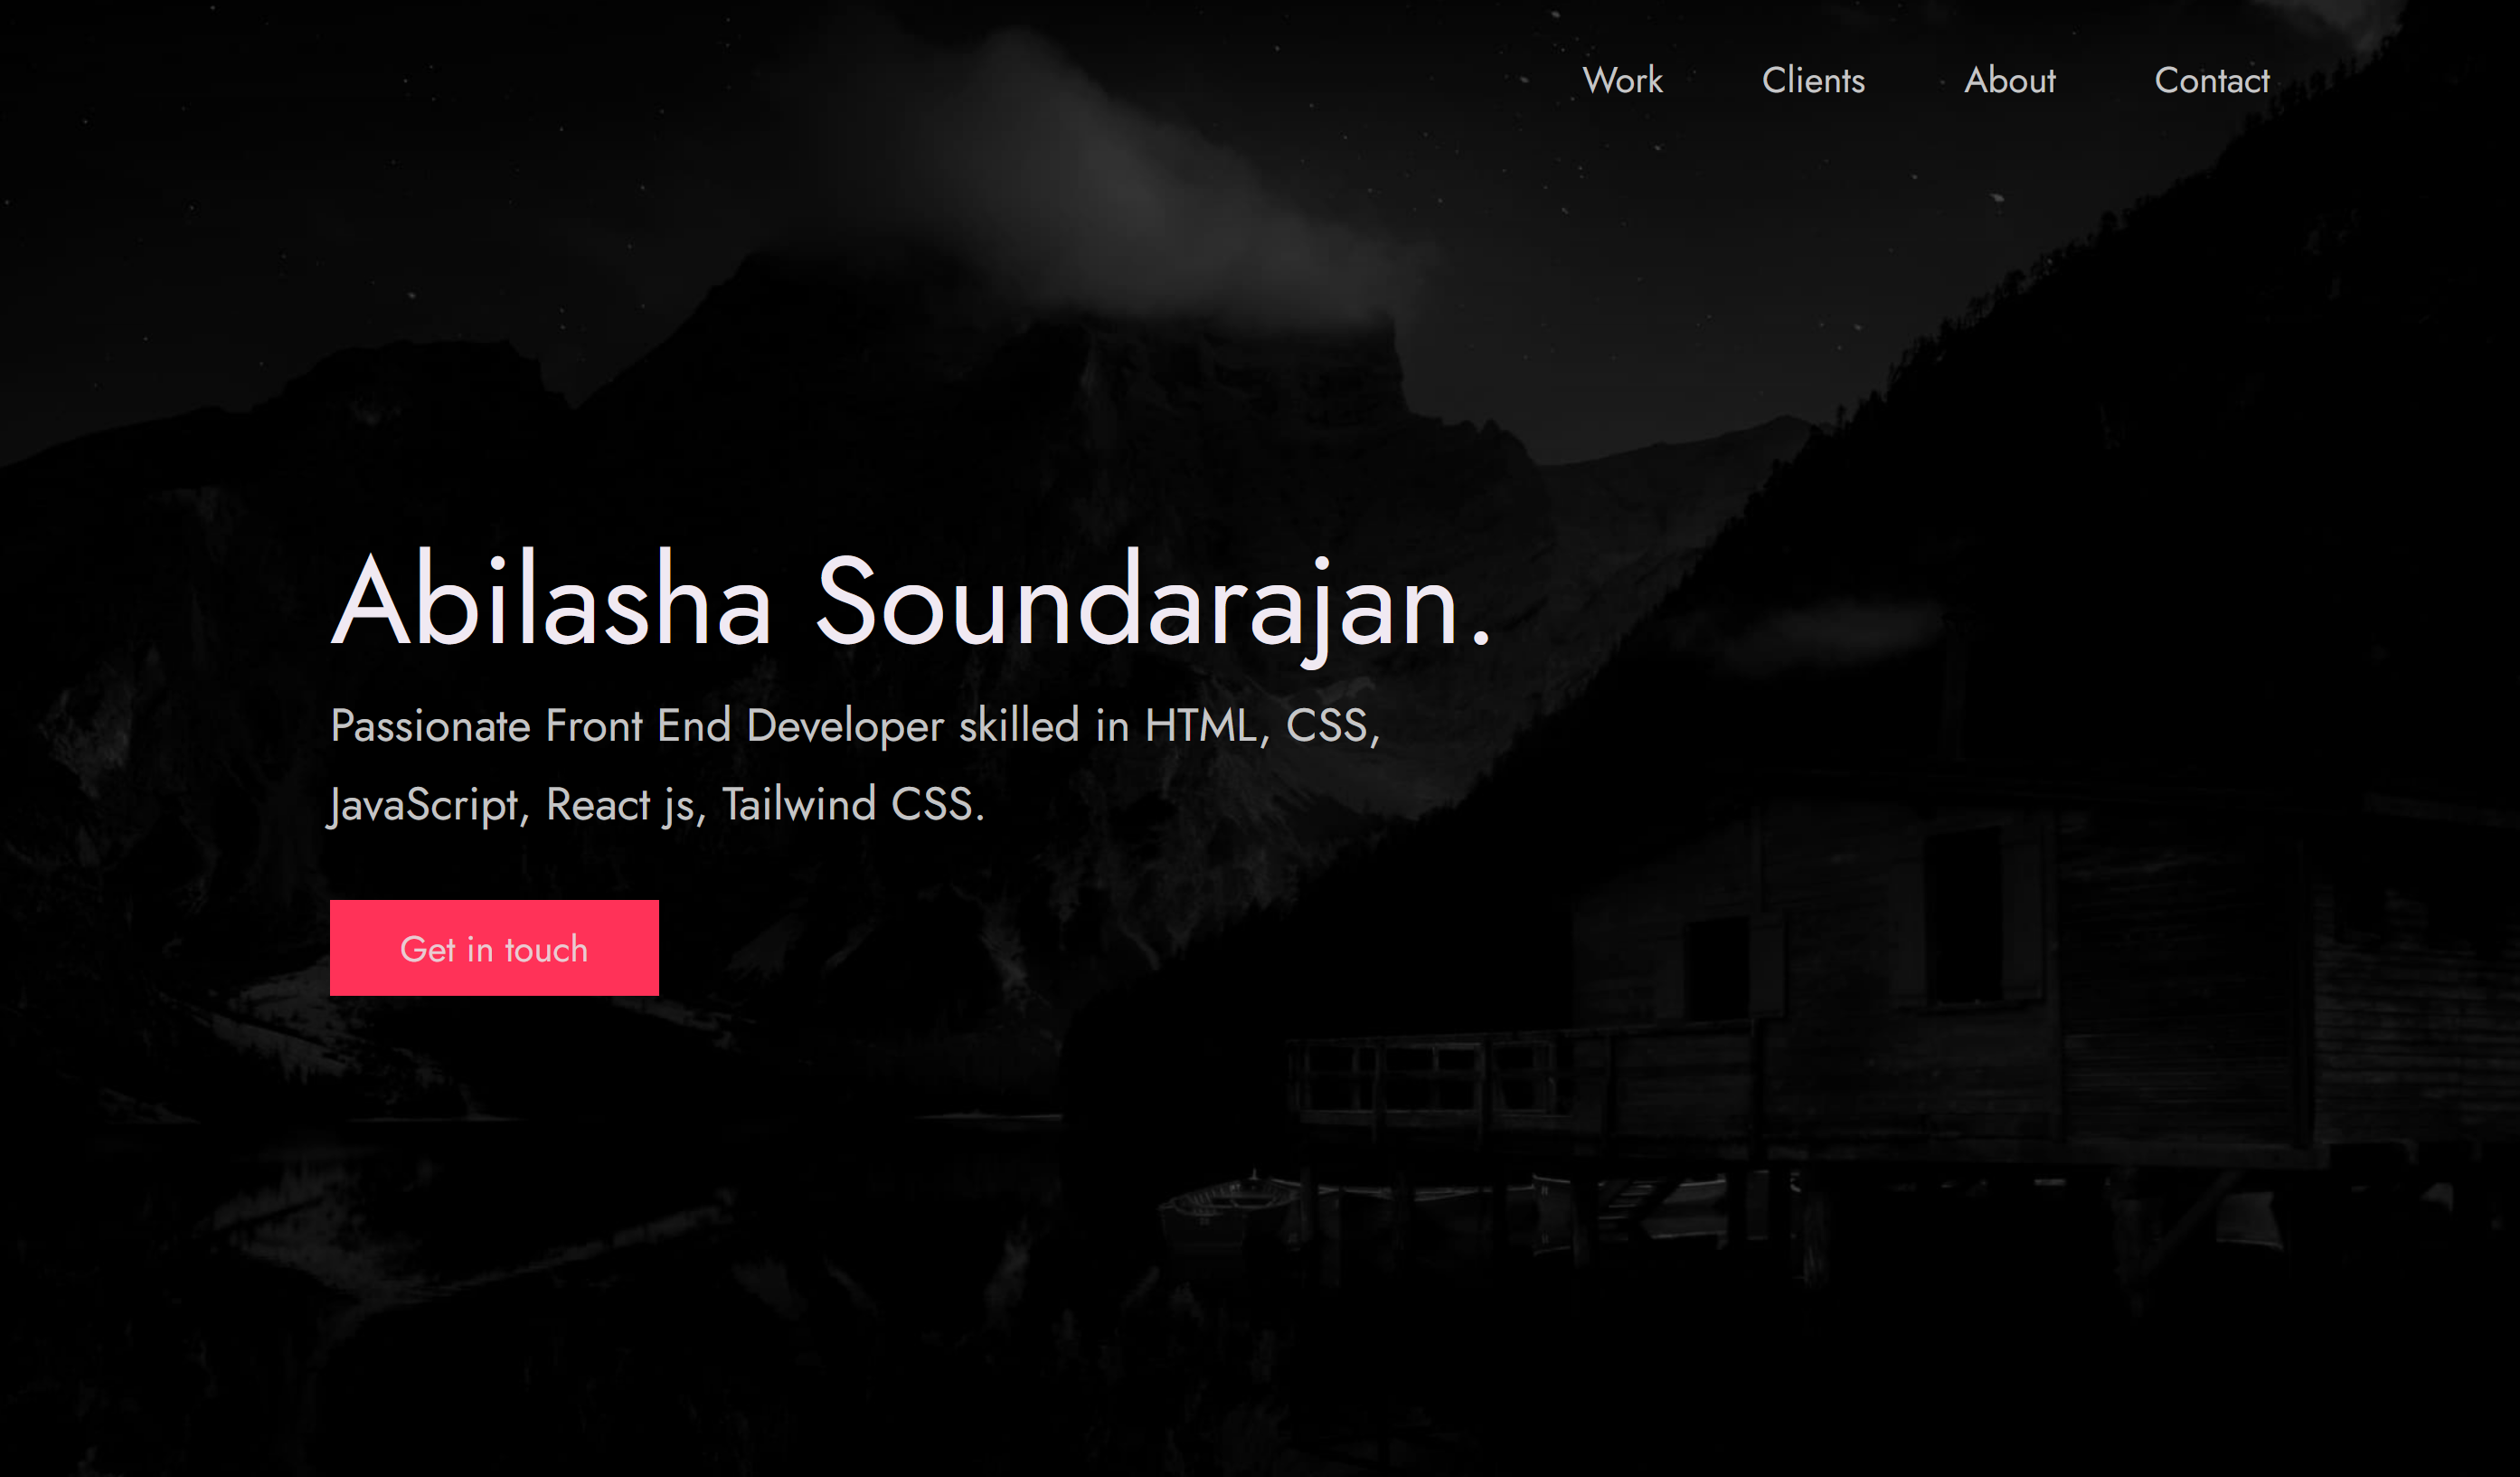 Work Clients About Contact
Abilasha Soundarajan.
Passionate Front End Developer skilled in HTML, CSS,
JavaScript, React js, Tailwind CSS.
Get in touch